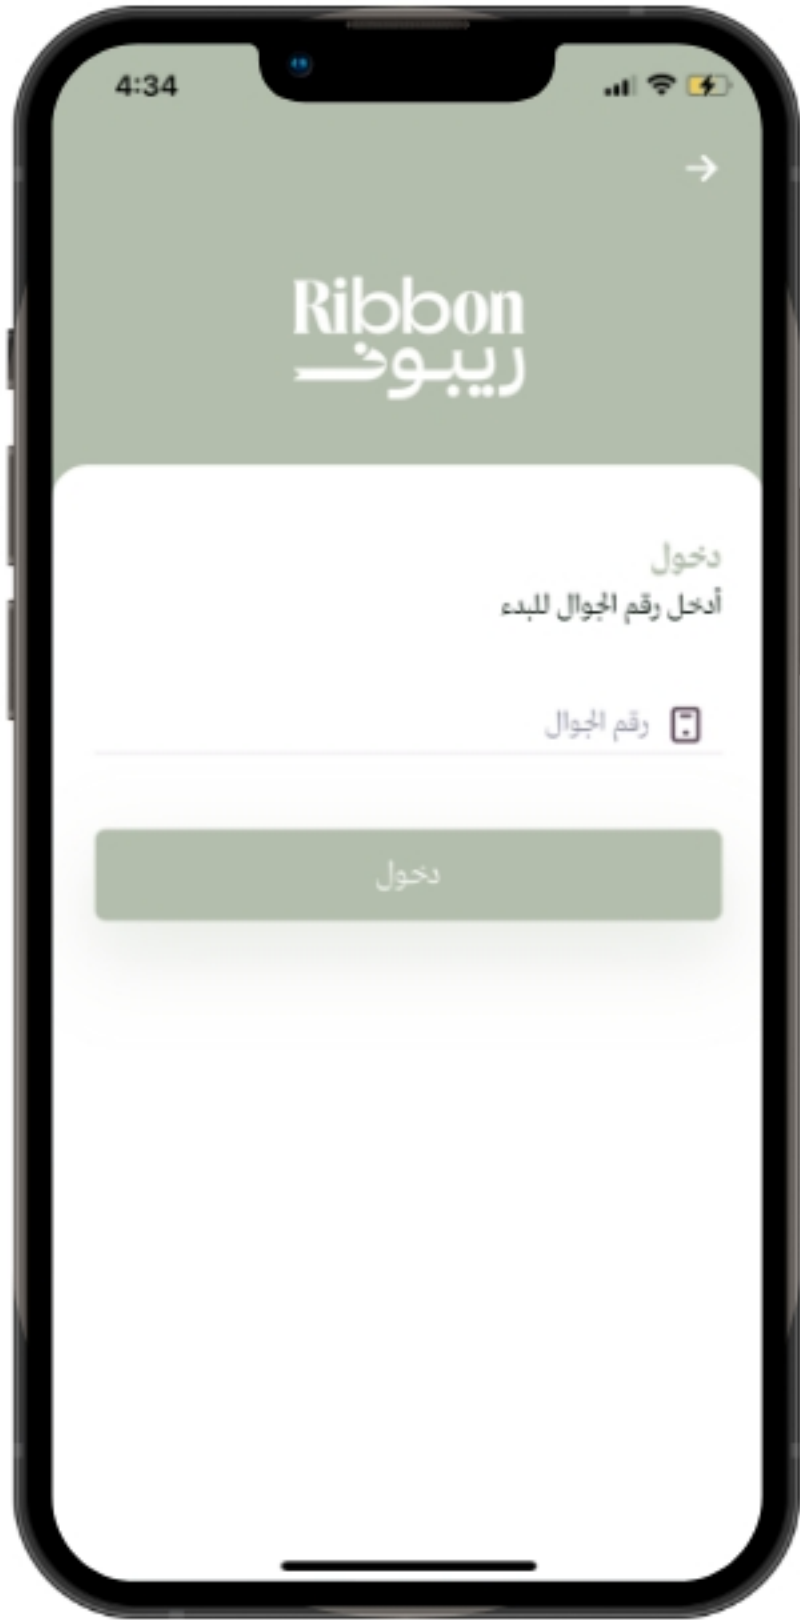 4:34
Ribbon
ريبون
دخول
أدخل رقم الجوال للبدء
رقم الجوال
دخول